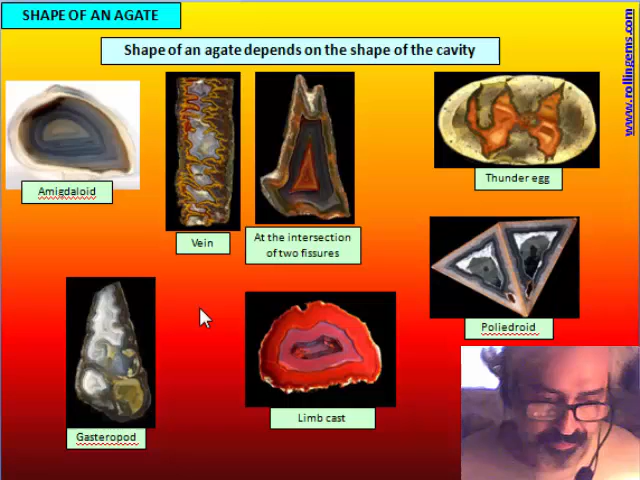 SHAPE OF AN AGATE
Shape of an agate depends on the shape of the cavity
www.rollingems.com
Amigdaloid
Vein
At the intersection
of two fissures
Thunder egg
Poliedroid
Gasteropod
Limb cast